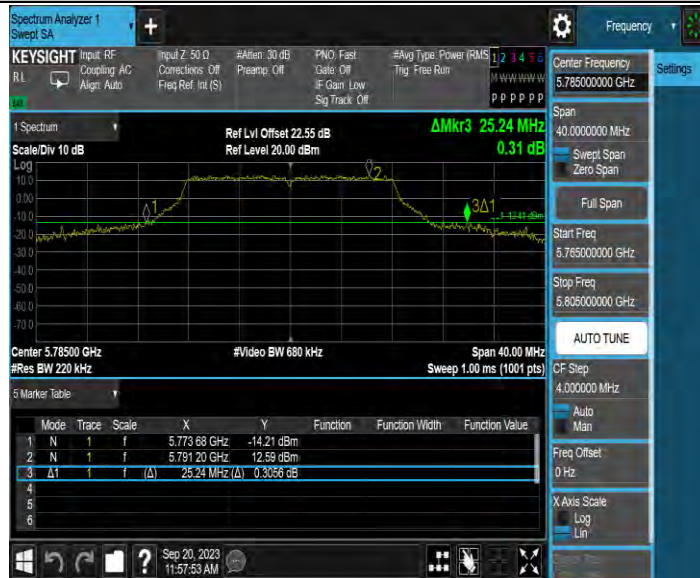 Spectrum Analyzer 1
Swept SA
Frequency
KEYSIGHT
RL
Input: RF
Coupling: AC
Align: Auto
Input Z: 50 Ω
Corrections: Off
Freq Ref: Int (S)
#Atten: 30 dB
Preamp: Off
PNO: Fast
Gate: Off
IF Gain: Low
Sig Track: Off
#Avg Type: Power (RMS
Trig: Free Run
1 2 3 4 5 6
M W W W W W
P P P P P P
Center Frequency
5.785000000 GHz
Settings
Span
40.0000000 MHz
Swept Span
Zero Span
Full Span
Start Freq
5.765000000 GHz
Stop Freq
5.805000000 GHz
AUTO TUNE
CF Step
4.000000 MHz
Auto
Man
Freq Offset
0 Hz
X Axis Scale
Log
Lin
1 Spectrum
Scale/Div 10 dB
Ref Lvl Offset 22.55 dB
Ref Level 20.00 dBm
ΔMkr3 25.24 MHz
0.31 dB
Log
10.0
0.00
-10.0
-20.0
-30.0
-40.0
-50.0
-60.0
-70.0
1
2
3Δ1
Center 5.78500 GHz
#Res BW 220 kHz
#Video BW 680 kHz
Span 40.00 MHz
Sweep 1.00 ms (1001 pts)
5 Marker Table
Mode Trace Scale X Y Function Function Width Function Value
1 N 1 f 5.773 68 GHz -14.21 dBm
2 N 1 f 5.791 20 GHz 12.59 dBm
3 Δ1 1 f (Δ) 25.24 MHz (Δ) 0.3056 dB
4
5
6
?
Sep 20, 2023
11:57:53 AM